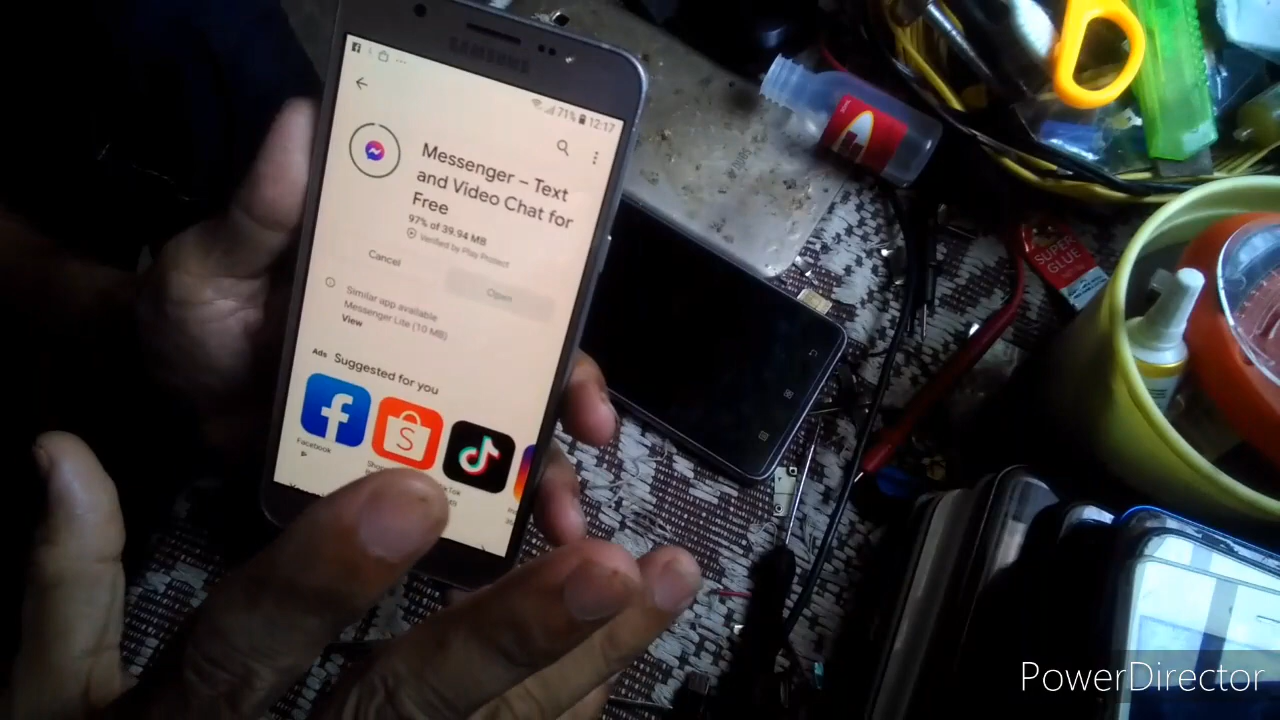 SAMSUNG
71% 12:17
Messenger – Text
and Video Chat for
Free
97% of 39.94 MB
Verified by Play Protect
Cancel
Open
Similar app available
Messenger Lite (10 MB)
View
Ads Suggested for you
Facebook
SUPER
GLUE
PowerDirector